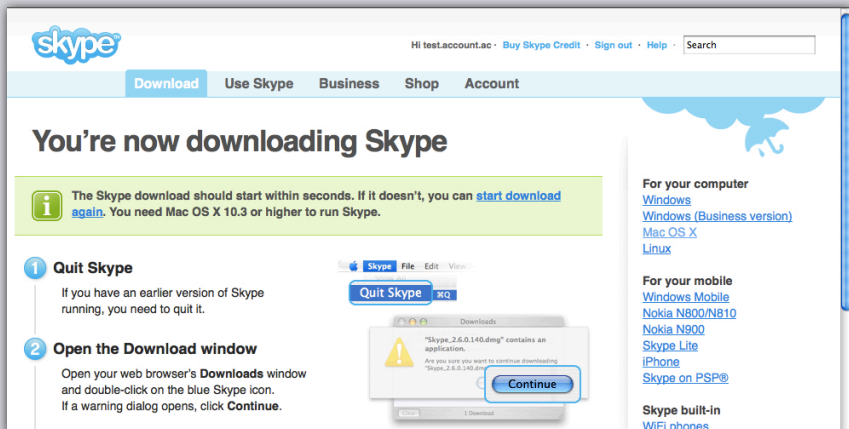 skype™
Hi test.account.ac · Buy Skype Credit · Sign out · Help · Search
Download Use Skype Business Shop Account
You're now downloading Skype
The Skype download should start within seconds. If it doesn't, you can start download
again. You need Mac OS X 10.3 or higher to run Skype.
1 Quit Skype
If you have an earlier version of Skype
running, you need to quit it.
Skype File Edit View
Quit Skype ⌘Q
2 Open the Download window
Open your web browser's Downloads window
and double-click on the blue Skype icon.
If a warning dialog opens, click Continue.
Downloads
"Skype_2.6.0.140.dmg" contains an
application.
Are you sure you want to continue downloading
"Skype_2.6.0.140.dmg
Continue
Clear 1 Download
For your computer
Windows
Windows (Business version)
Mac OS X
Linux
For your mobile
Windows Mobile
Nokia N800/N810
Nokia N900
Skype Lite
iPhone
Skype on PSP®
Skype built-in
WiFi phones